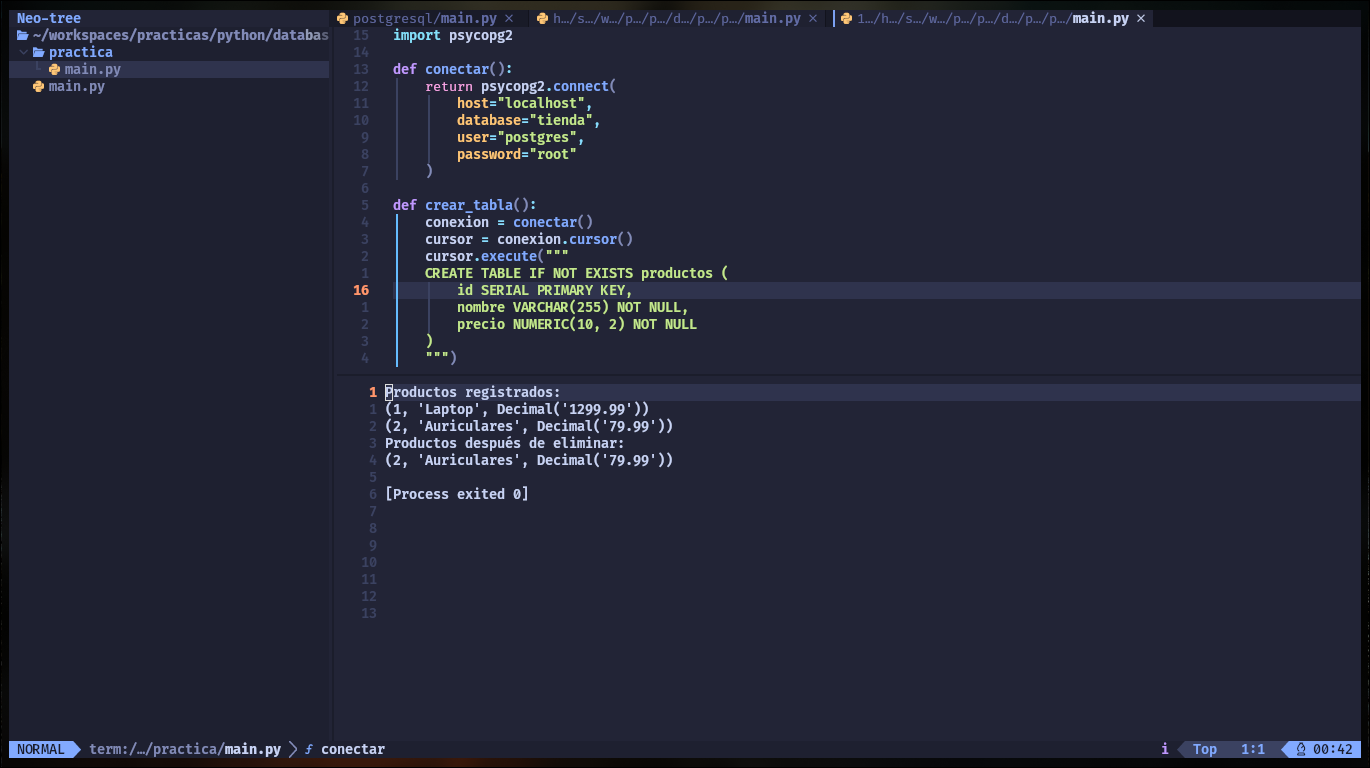 Neo-tree
postgresql/main.py ×
h…/s…/w…/p…/p…/d…/p…/p…/main.py ×
1…/h…/s…/w…/p…/p…/d…/p…/p…/main.py ×
~/workspaces/practicas/python/databas
practica
main.py
main.py
15 import psycopg2
14
13 def conectar():
12 return psycopg2.connect(
11 host="localhost",
10 database="tienda",
9 user="postgres",
8 password="root"
7 )
6
5 def crear_tabla():
4 conexion = conectar()
3 cursor = conexion.cursor()
2 cursor.execute("""
1 CREATE TABLE IF NOT EXISTS productos (
16 id SERIAL PRIMARY KEY,
1 nombre VARCHAR(255) NOT NULL,
2 precio NUMERIC(10, 2) NOT NULL
3 )
4 """)
1 Productos registrados:
1 (1, 'Laptop', Decimal('1299.99'))
2 (2, 'Auriculares', Decimal('79.99'))
3 Productos después de eliminar:
4 (2, 'Auriculares', Decimal('79.99'))
5
6 [Process exited 0]
7
8
9
10
11
12
13
NORMAL term:/…/practica/main.py ƒ conectar i Top 1:1 00:42